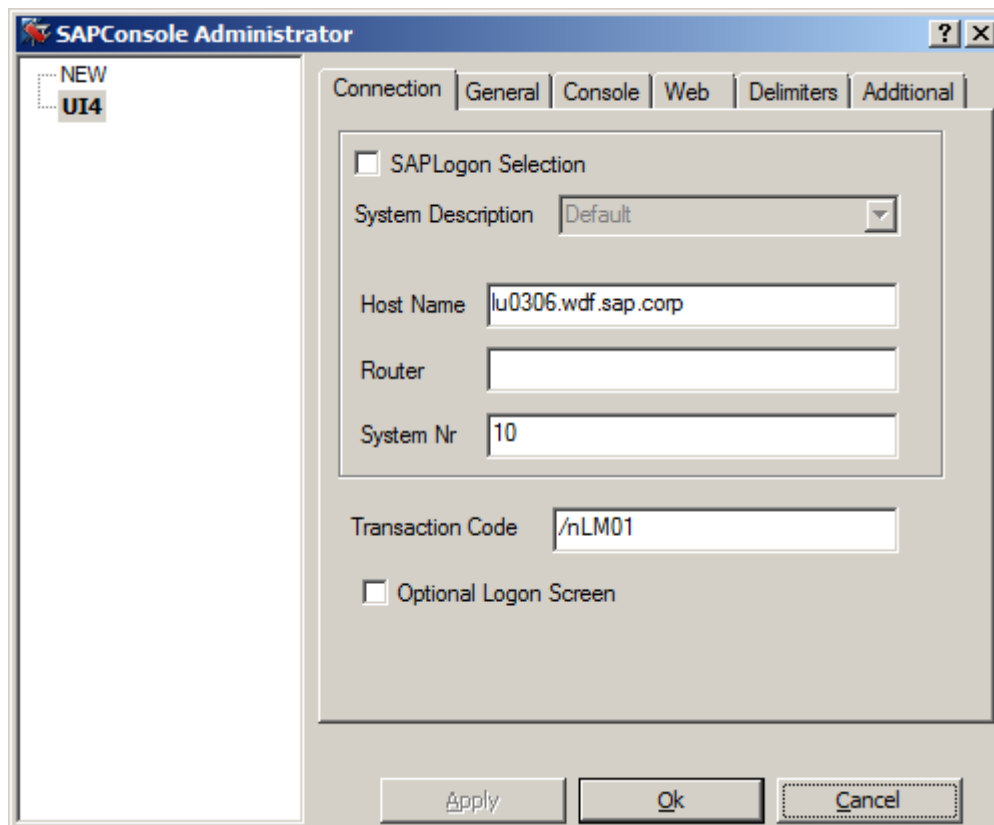 SAPConsole Administrator
NEW
UI4
Connection General Console Web Delimiters Additional
SAPLogon Selection
System Description Default
Host Name lu0306.wdf.sap.corp
Router
System Nr 10
Transaction Code /nLM01
Optional Logon Screen
Apply Ok Cancel